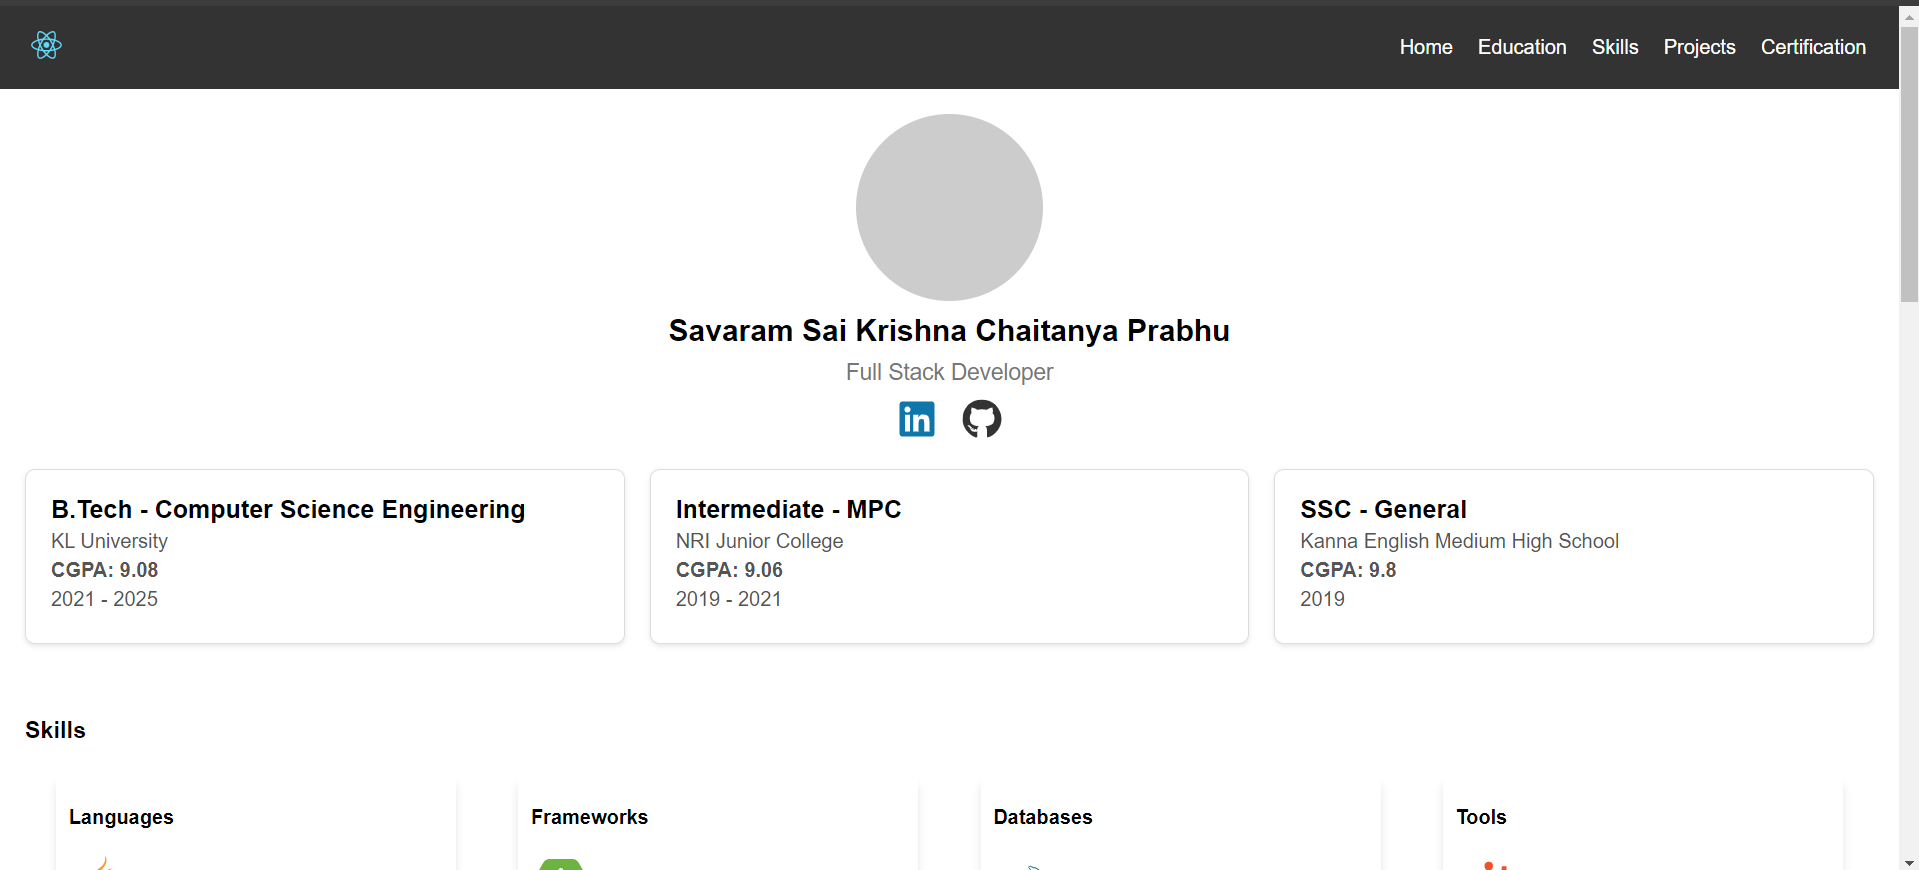 Home Education Skills Projects Certification
Savaram Sai Krishna Chaitanya Prabhu
Full Stack Developer
in
B.Tech - Computer Science Engineering
KL University
CGPA: 9.08
2021 - 2025
Intermediate - MPC
NRI Junior College
CGPA: 9.06
2019 - 2021
SSC - General
Kanna English Medium High School
CGPA: 9.8
2019
Skills
Languages
Frameworks
Databases
Tools